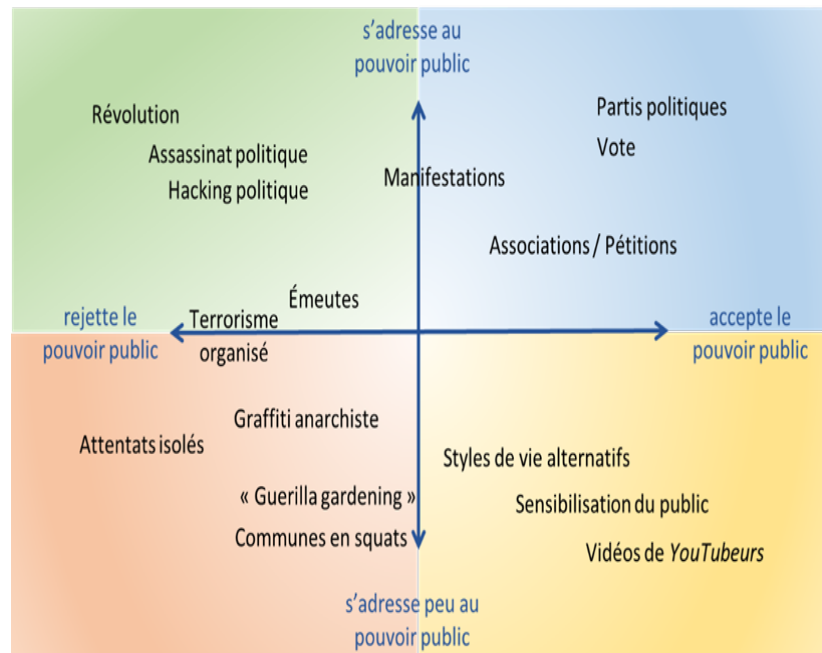 s’adresse au
pouvoir public
Révolution
Partis politiques
Assassinat politique
Vote
Hacking politique
Manifestations
Associations / Pétitions
Émeutes
rejette le
pouvoir public
Terrorisme
organisé
accepte le
pouvoir public
Graffiti anarchiste
Attentats isolés
Styles de vie alternatifs
« Guerilla gardening »
Sensibilisation du public
Communes en squats
Vidéos de YouTubeurs
s’adresse peu au
pouvoir public